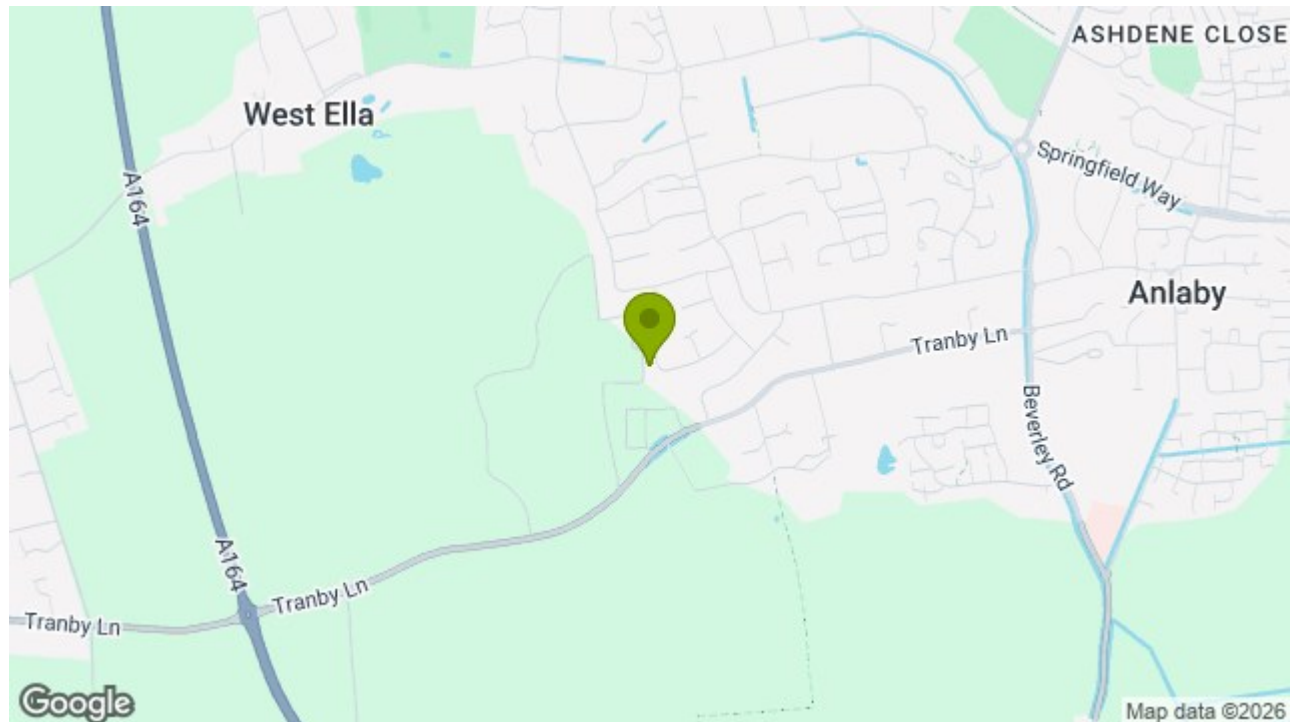 ASHDENE CLOSE
West Ella
Springfield Way
A164
Anlaby
Tranby Ln
Beverley Rd
A164
Tranby Ln
Tranby Ln
Google
Map data ©2026